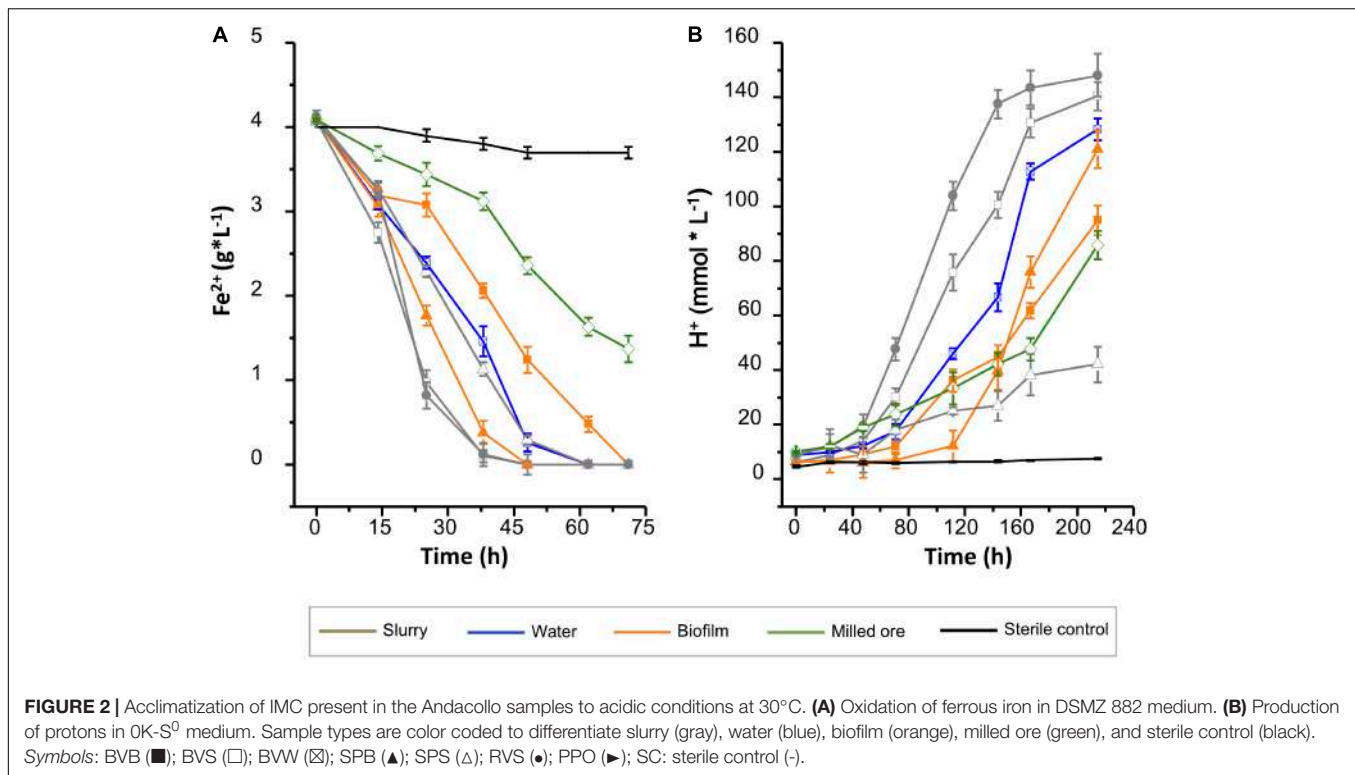 A
5
4
3
2
1
0
Fe²⁺ (g*L⁻¹)
0 15 30 45 60 75
Time (h)
B
160
140
120
100
80
60
40
20
0
H⁺ (mmol * L⁻¹)
0 40 80 120 160 200 240
Time (h)
Slurry Water Biofilm Milled ore Sterile control
FIGURE 2 | Acclimatization of IMC present in the Andacollo samples to acidic conditions at 30°C. (A) Oxidation of ferrous iron in DSMZ 882 medium. (B) Production
of protons in 0K-S⁰ medium. Sample types are color coded to differentiate slurry (gray), water (blue), biofilm (orange), milled ore (green), and sterile control (black).
Symbols: BVB (■); BVS (□); BVW (☒); SPB (▲); SPS (△); RVS (●); PPO (►); SC: sterile control (-).